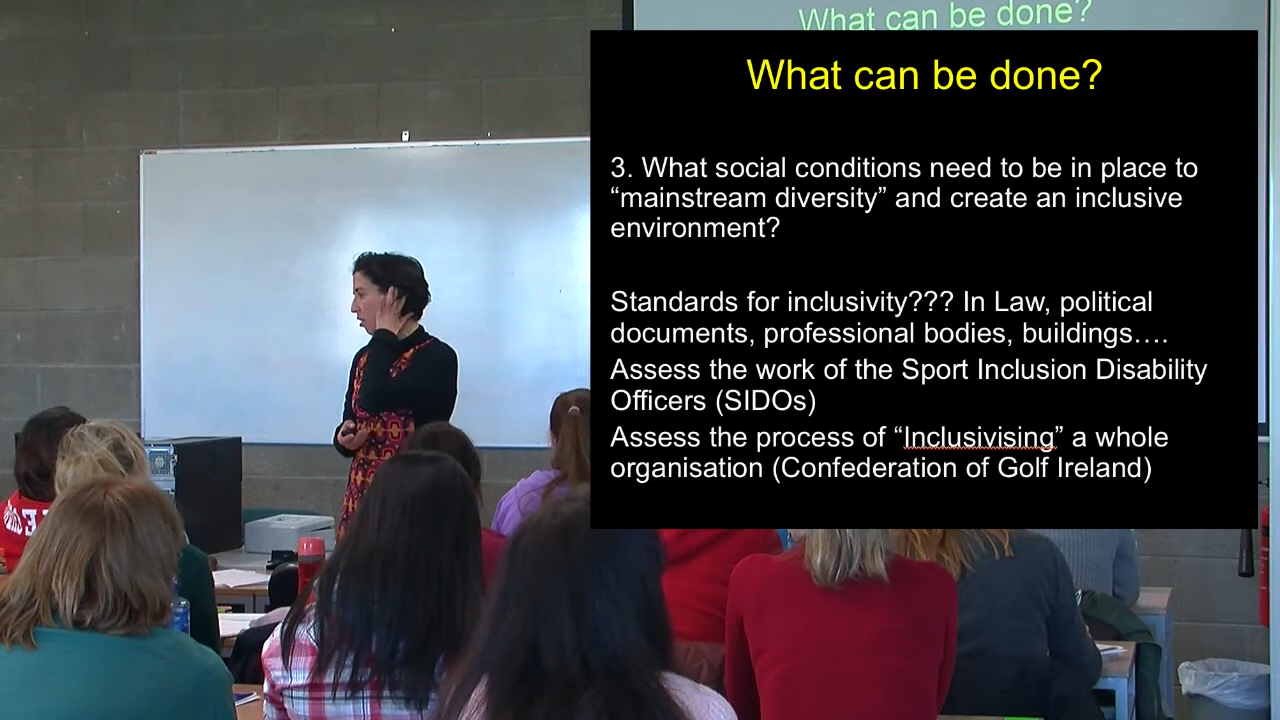 What can be done?
What can be done?
3. What social conditions need to be in place to
“mainstream diversity” and create an inclusive
environment?
Standards for inclusivity??? In Law, political
documents, professional bodies, buildings….
Assess the work of the Sport Inclusion Disability
Officers (SIDOs)
Assess the process of “Inclusivising” a whole
organisation (Confederation of Golf Ireland)